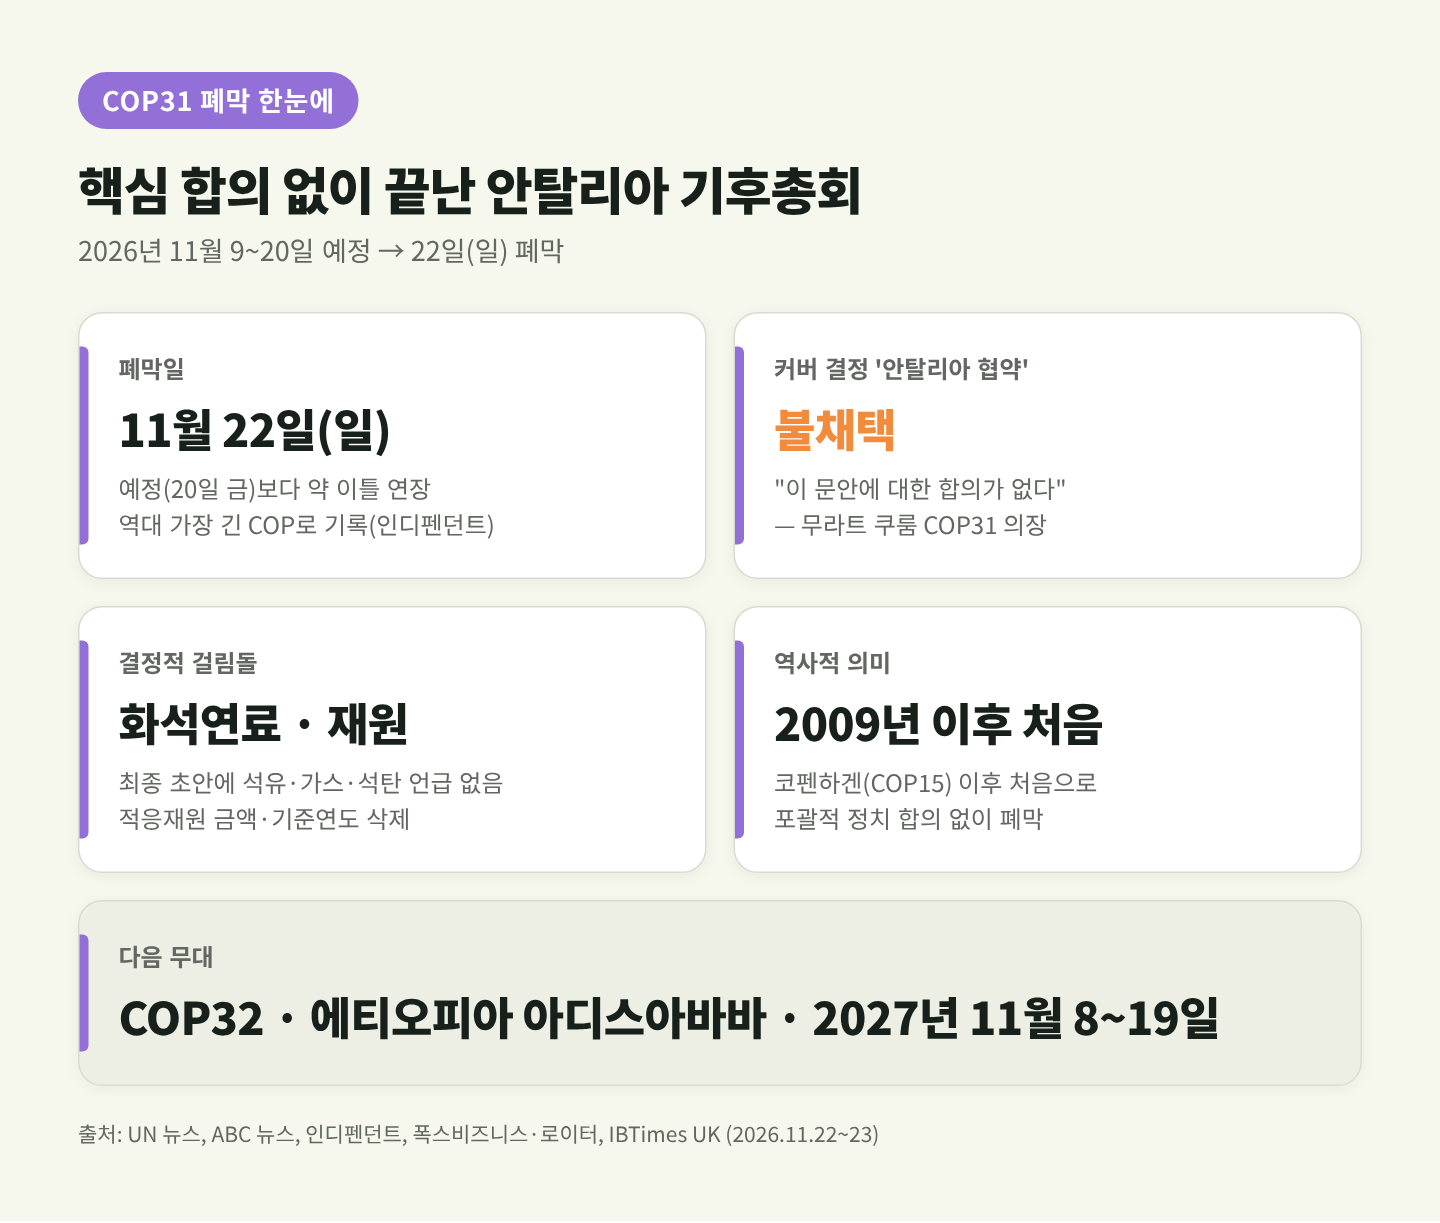 COP31 폐막 한눈에
핵심 합의 없이 끝난 안탈리아 기후총회
2026년 11월 9~20일 예정 → 22일(일) 폐막
폐막일
11월 22일(일)
예정(20일 금)보다 약 이틀 연장
역대 가장 긴 COP로 기록(인디펜던트)
커버 결정 '안탈리아 협약'
불채택
"이 문안에 대한 합의가 없다"
— 무라트 쿠룸 COP31 의장
결정적 걸림돌
화석연료 · 재원
최종 초안에 석유·가스·석탄 언급 없음
적응재원 금액·기준연도 삭제
역사적 의미
2009년 이후 처음
코펜하겐(COP15) 이후 처음으로
포괄적 정치 합의 없이 폐막
다음 무대
COP32 · 에티오피아 아디스아바바 · 2027년 11월 8~19일
출처: UN 뉴스, ABC 뉴스, 인디펜던트, 폭스비즈니스·로이터, IBTimes UK (2026.11.22~23)